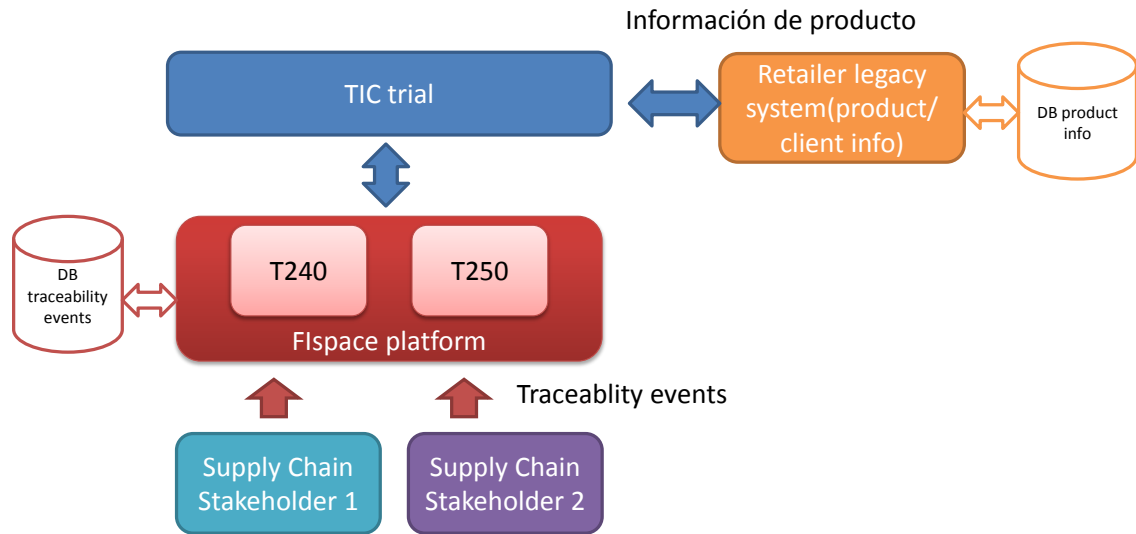 Información de producto
TIC trial
Retailer legacy
system(product/
client info)
DB product
info
T240
T250
DB
traceability
events
FIspace platform
Traceablity events
Supply Chain
Stakeholder 1
Supply Chain
Stakeholder 2